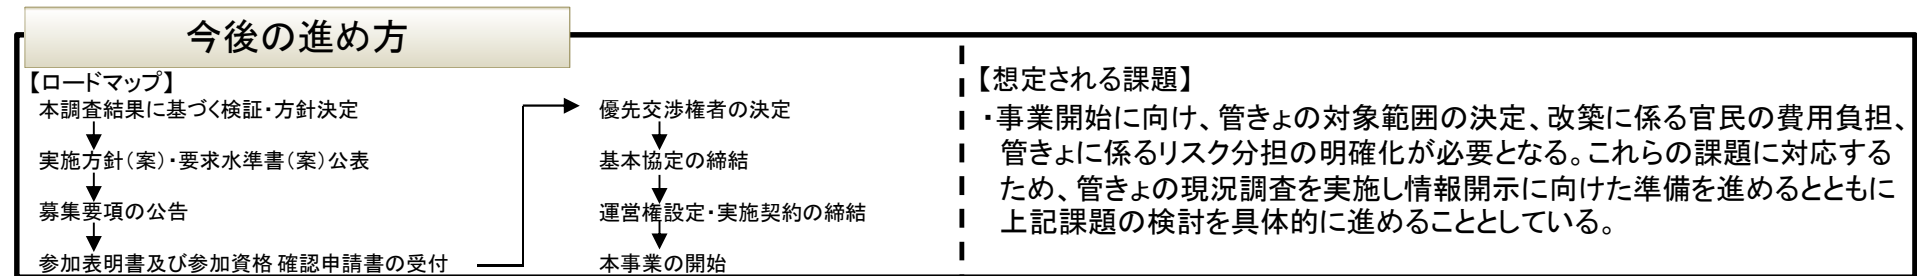 今後の進め方
【ロードマップ】
本調査結果に基づく検証・方針決定
実施方針(案)・要求水準書(案)公表
募集要項の公告
参加表明書及び参加資格 確認申請書の受付
優先交渉権者の決定
基本協定の締結
運営権設定・実施契約の締結
本事業の開始
【想定される課題】
・事業開始に向け、管きょの対象範囲の決定、改築に係る官民の費用負担、
管きょに係るリスク分担の明確化が必要となる。これらの課題に対応する
ため、管きょの現況調査を実施し情報開示に向けた準備を進めるとともに
上記課題の検討を具体的に進めることとしている。